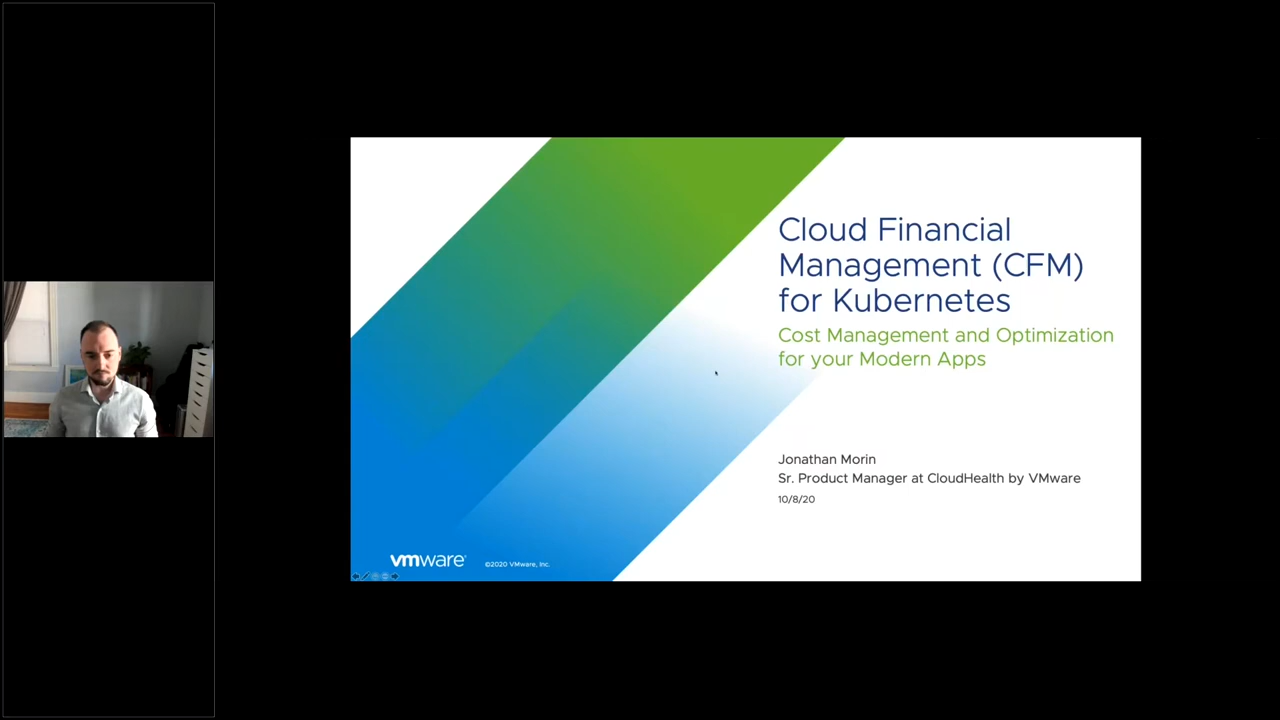 Cloud Financial
Management (CFM)
for Kubernetes
Cost Management and Optimization
for your Modern Apps
Jonathan Morin
Sr. Product Manager at CloudHealth by VMware
10/8/20
vmware®
©2020 VMware, Inc.